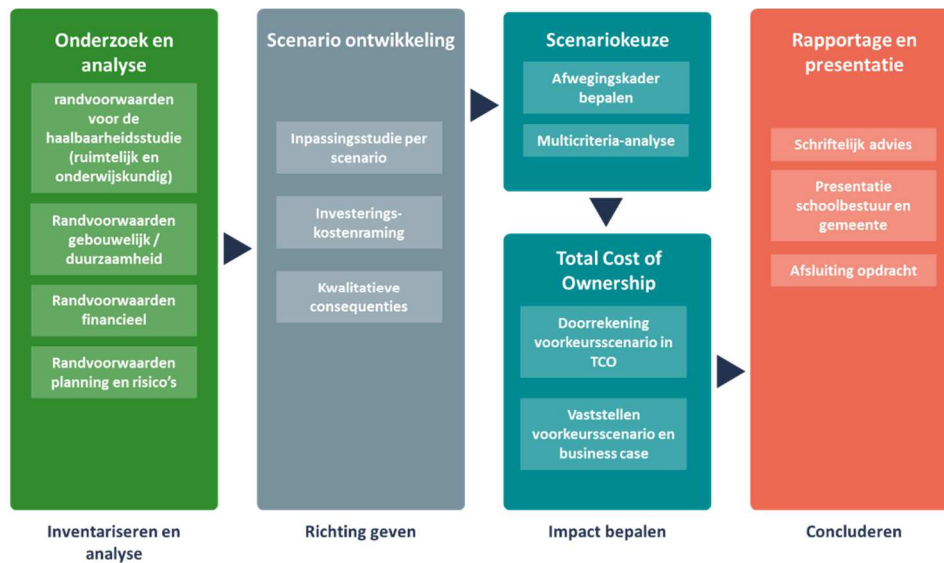 Onderzoek en
analyse
randvoorwaarden
voor de
haalbaarheidsstudie
(ruimtelijk en
onderwijskundig)
Randvoorwaarden
gebouwelijk /
duurzaamheid
Randvoorwaarden
financieel
Randvoorwaarden
planning en risico's
Inventariseren en
analyse
Scenario ontwikkeling
Inpassingsstudie per
scenario
Investerings-
kostenraming
Kwalitatieve
consequenties
Richting geven
Scenariokeuze
Afwegingskader
bepalen
Multicriteria-analyse
Total Cost of
Ownership
Doorrekening
voorkeursscenario in
TCO
Vaststellen
voorkeursscenario en
business case
Impact bepalen
Rapportage en
presentatie
Schriftelijk advies
Presentatie
schoolbestuur en
gemeente
Afsluiting opdracht
Concluderen